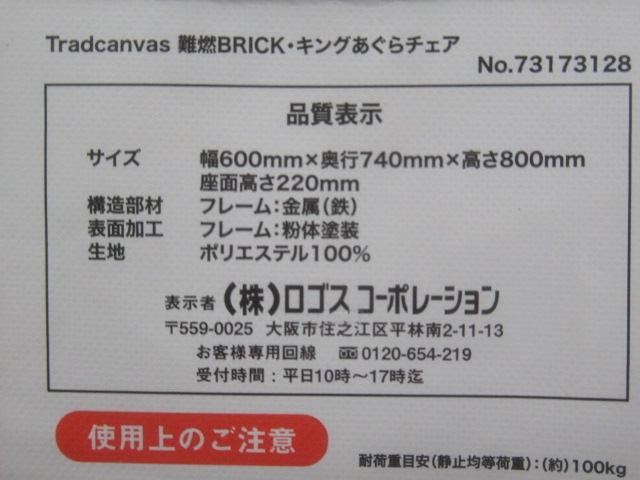 Tradcanvas 難燃BRICK・キングあぐらチェア
No.73173128
品質表示
サイズ 幅600mm×奥行740mm×高さ800mm
座面高さ220mm
構造部材 フレーム:金属(鉄)
表面加工 フレーム:粉体塗装
生地 ポリエステル100%
表示者 (株)ロゴス コーポレーション
〒559-0025 大阪市住之江区平林南2-11-13
お客様専用回線 0120-654-219
受付時間:平日10時〜17時迄
使用上のご注意
耐荷重目安(静止均等荷重):(約)100kg